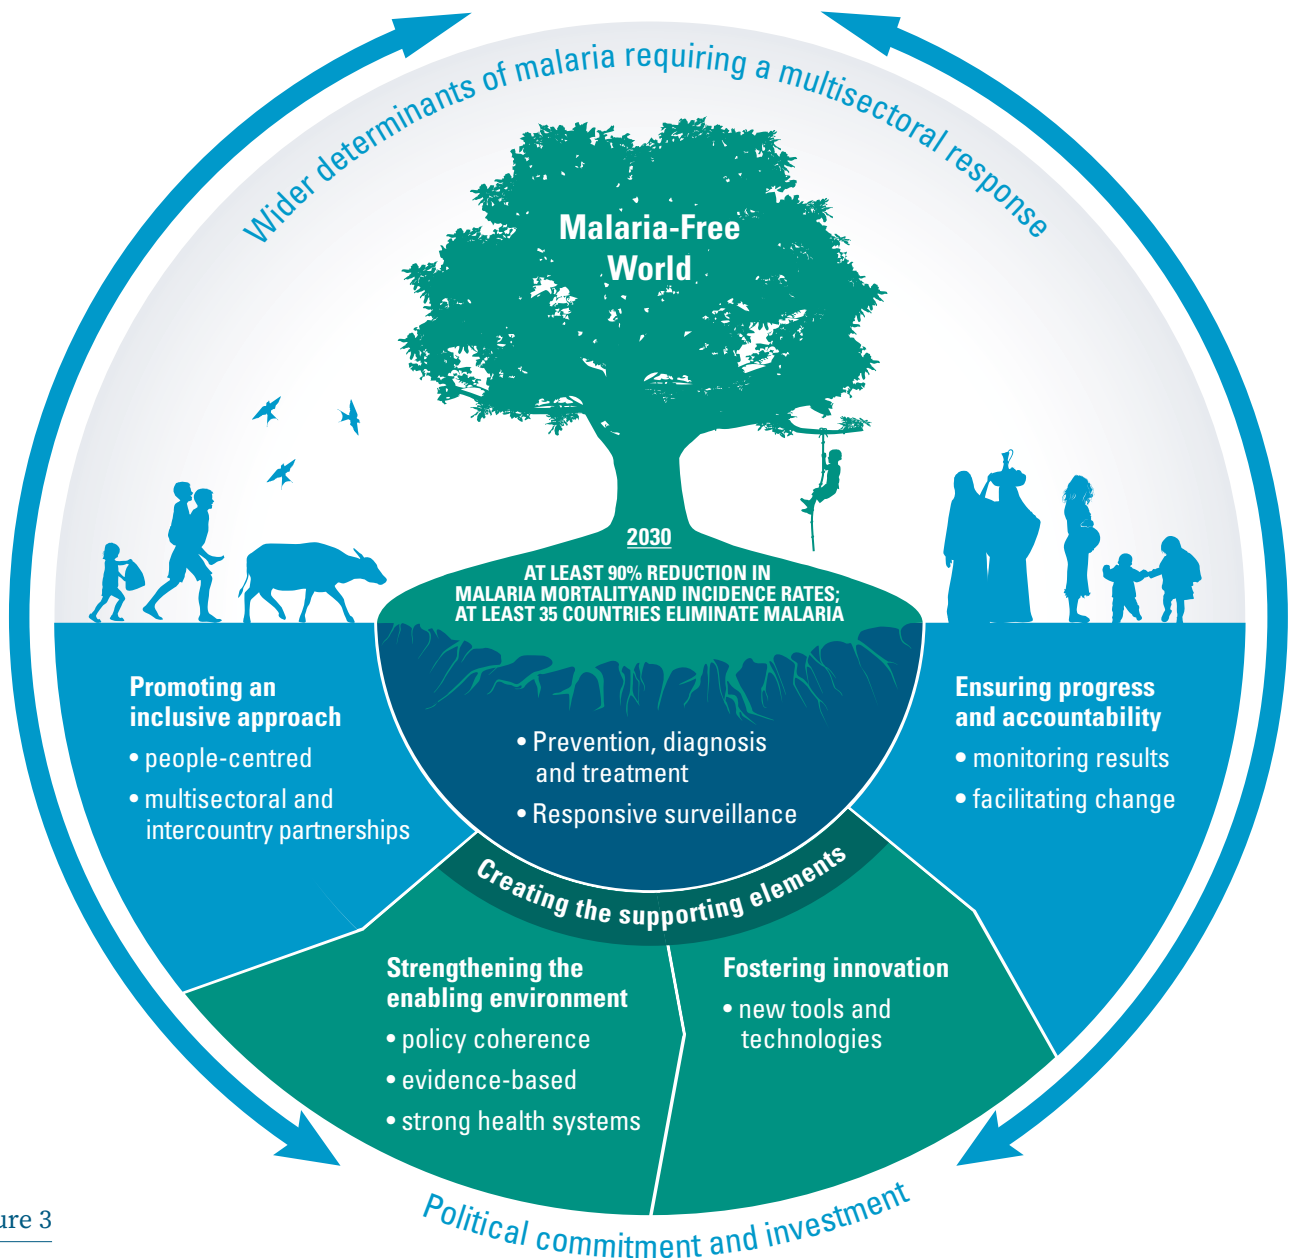 Wider determinants of malaria requiring a multisectoral response
Malaria-Free
World
2030
AT LEAST 90% REDUCTION IN
MALARIA MORTALITYAND INCIDENCE RATES;
AT LEAST 35 COUNTRIES ELIMINATE MALARIA
Promoting an
inclusive approach
• people-centred
• multisectoral and
intercountry partnerships
• Prevention, diagnosis
and treatment
• Responsive surveillance
Ensuring progress
and accountability
• monitoring results
• facilitating change
Creating the supporting elements
Strengthening the
enabling environment
• policy coherence
• evidence-based
• strong health systems
Fostering innovation
• new tools and
technologies
Political commitment and investment
ure 3